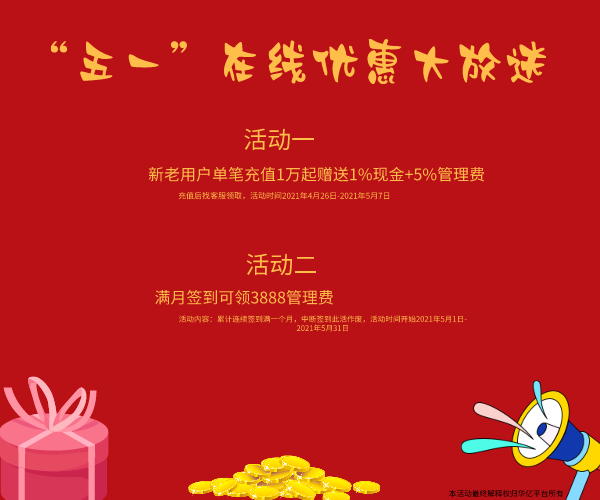 “五一”在线优惠大放送
活动一
新老用户单笔充值1万起赠送1%现金+5%管理费
充值后找客服领取，活动时间2021年4月26日-2021年5月7日
活动二
满月签到可领3888管理费
活动内容：累计连续签到满一个月，中断签到此活作废，活动时间开始2021年5月1日-
2021年5月31日
本活动最终解释权归华亿平台所有